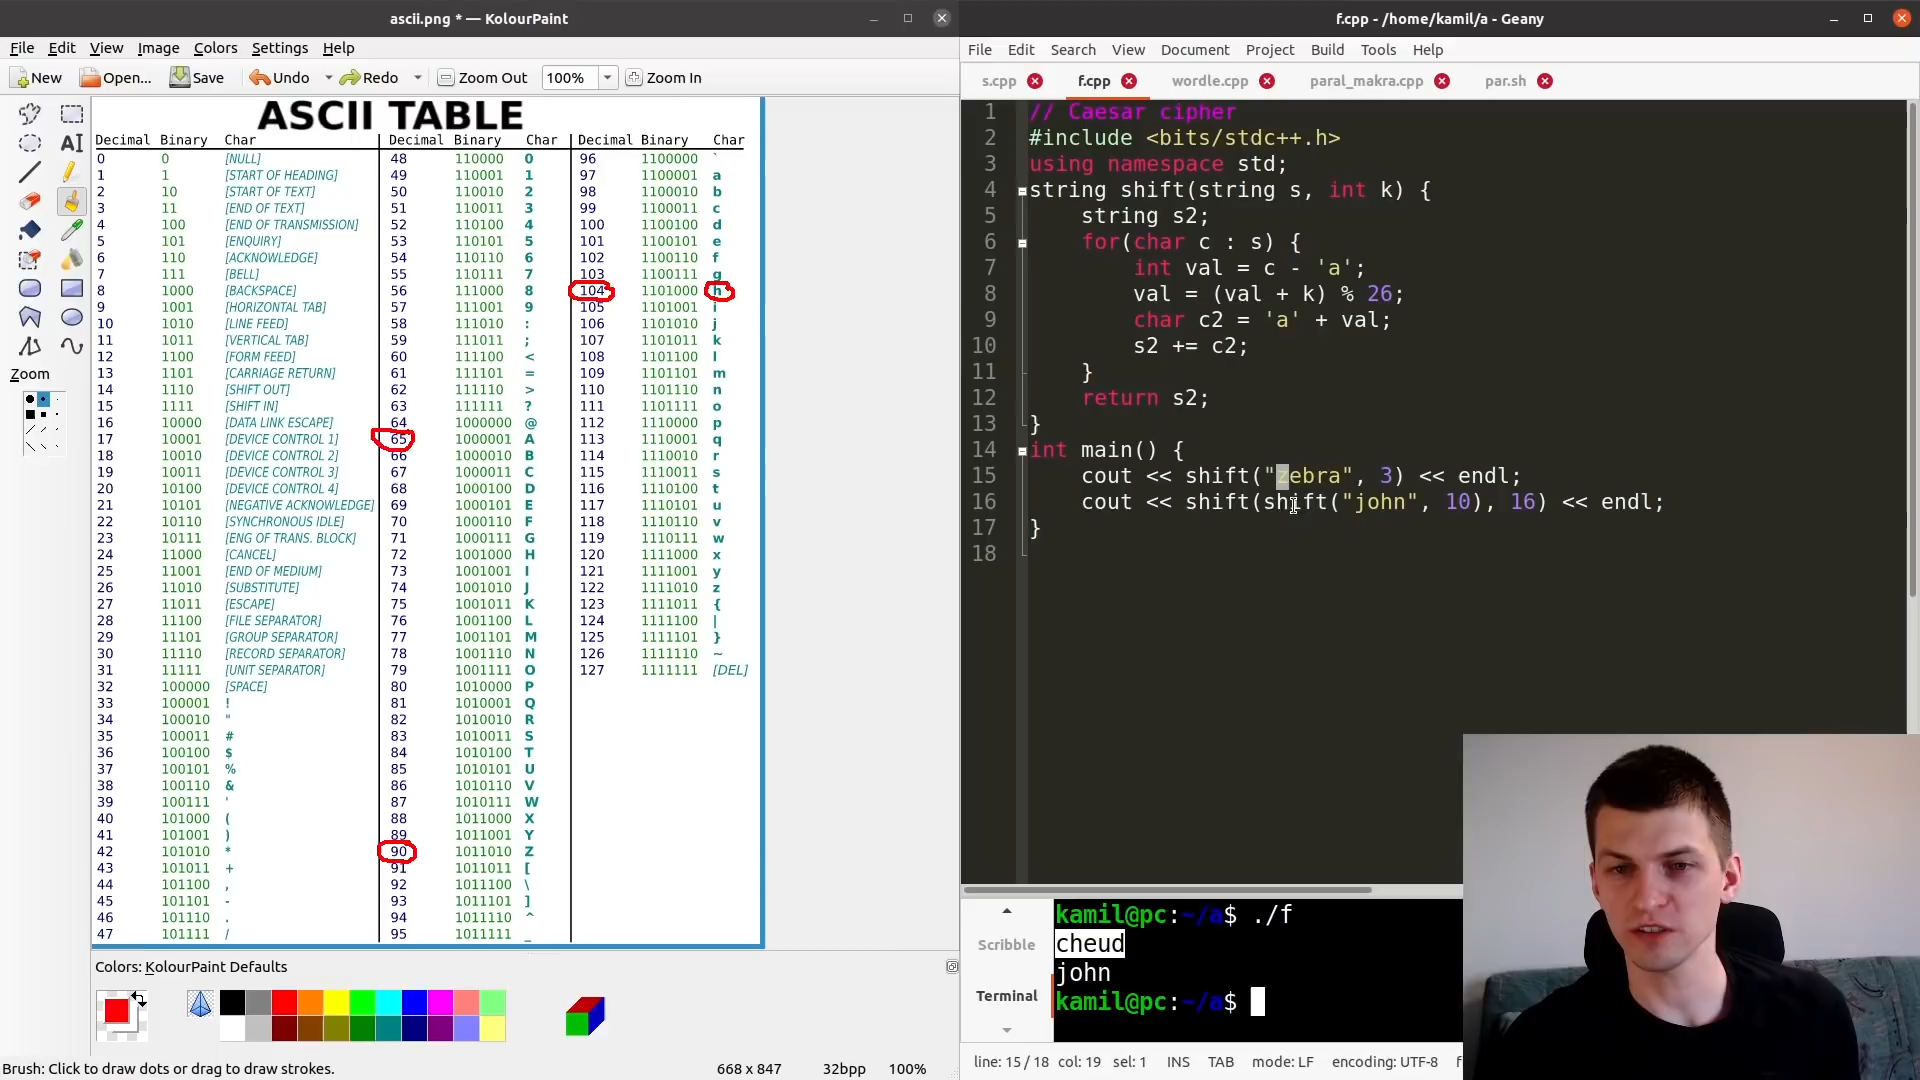 ascii.png * — KolourPaint
File Edit View Image Colors Settings Help
New Open... Save Undo Redo Zoom Out 100% Zoom In
ASCII TABLE
Decimal Binary Char Decimal Binary Char Decimal Binary Char
0 0 [NULL] 48 110000 0 96 1100000 `
1 1 [START OF HEADING] 49 110001 1 97 1100001 a
2 10 [START OF TEXT] 50 110010 2 98 1100010 b
3 11 [END OF TEXT] 51 110011 3 99 1100011 c
4 100 [END OF TRANSMISSION] 52 110100 4 100 1100100 d
5 101 [ENQUIRY] 53 110101 5 101 1100101 e
6 110 [ACKNOWLEDGE] 54 110110 6 102 1100110 f
7 111 [BELL] 55 110111 7 103 1100111 g
8 1000 [BACKSPACE] 56 111000 8 104 1101000 h
9 1001 [HORIZONTAL TAB] 57 111001 9 105 1101001 i
10 1010 [LINE FEED] 58 111010 : 106 1101010 j
11 1011 [VERTICAL TAB] 59 111011 ; 107 1101011 k
12 1100 [FORM FEED] 60 111100 < 108 1101100 l
13 1101 [CARRIAGE RETURN] 61 111101 = 109 1101101 m
14 1110 [SHIFT OUT] 62 111110 > 110 1101110 n
15 1111 [SHIFT IN] 63 111111 ? 111 1101111 o
16 10000 [DATA LINK ESCAPE] 64 1000000 @ 112 1110000 p
17 10001 [DEVICE CONTROL 1] 65 1000001 A 113 1110001 q
18 10010 [DEVICE CONTROL 2] 66 1000010 B 114 1110010 r
19 10011 [DEVICE CONTROL 3] 67 1000011 C 115 1110011 s
20 10100 [DEVICE CONTROL 4] 68 1000100 D 116 1110100 t
21 10101 [NEGATIVE ACKNOWLEDGE] 69 1000101 E 117 1110101 u
22 10110 [SYNCHRONOUS IDLE] 70 1000110 F 118 1110110 v
23 10111 [ENG OF TRANS. BLOCK] 71 1000111 G 119 1110111 w
24 11000 [CANCEL] 72 1001000 H 120 1111000 x
25 11001 [END OF MEDIUM] 73 1001001 I 121 1111001 y
26 11010 [SUBSTITUTE] 74 1001010 J 122 1111010 z
27 11011 [ESCAPE] 75 1001011 K 123 1111011 {
28 11100 [FILE SEPARATOR] 76 1001100 L 124 1111100 |
29 11101 [GROUP SEPARATOR] 77 1001101 M 125 1111101 }
30 11110 [RECORD SEPARATOR] 78 1001110 N 126 1111110 ~
31 11111 [UNIT SEPARATOR] 79 1001111 O 127 1111111 [DEL]
32 100000 [SPACE] 80 1010000 P
33 100001 ! 81 1010001 Q
34 100010 " 82 1010010 R
35 100011 # 83 1010011 S
36 100100 $ 84 1010100 T
37 100101 % 85 1010101 U
38 100110 & 86 1010110 V
39 100111 ' 87 1010111 W
40 101000 ( 88 1011000 X
41 101001 ) 89 1011001 Y
42 101010 * 90 1011010 Z
43 101011 + 91 1011011 [
44 101100 , 92 1011100 \
45 101101 - 93 1011101 ]
46 101110 . 94 1011110 ^
47 101111 / 95 1011111 _
Zoom
Colors: KolourPaint Defaults
Brush: Click to draw dots or drag to draw strokes. 668 x 847 32bpp 100%
f.cpp - /home/kamil/a - Geany
File Edit Search View Document Project Build Tools Help
s.cpp f.cpp wordle.cpp paral_makra.cpp par.sh
1 // Caesar cipher
2 #include <bits/stdc++.h>
3 using namespace std;
4 string shift(string s, int k) {
5 string s2;
6 for(char c : s) {
7 int val = c - 'a';
8 val = (val + k) % 26;
9 char c2 = 'a' + val;
10 s2 += c2;
11 }
12 return s2;
13 }
14 int main() {
15 cout << shift("zebra", 3) << endl;
16 cout << shift(shift("john", 10), 16) << endl;
17 }
18
Scribble
Terminal
kamil@pc:~/a$ ./f
cheud
john
kamil@pc:~/a$
line: 15 / 18 col: 19 sel: 1 INS TAB mode: LF encoding: UTF-8 f